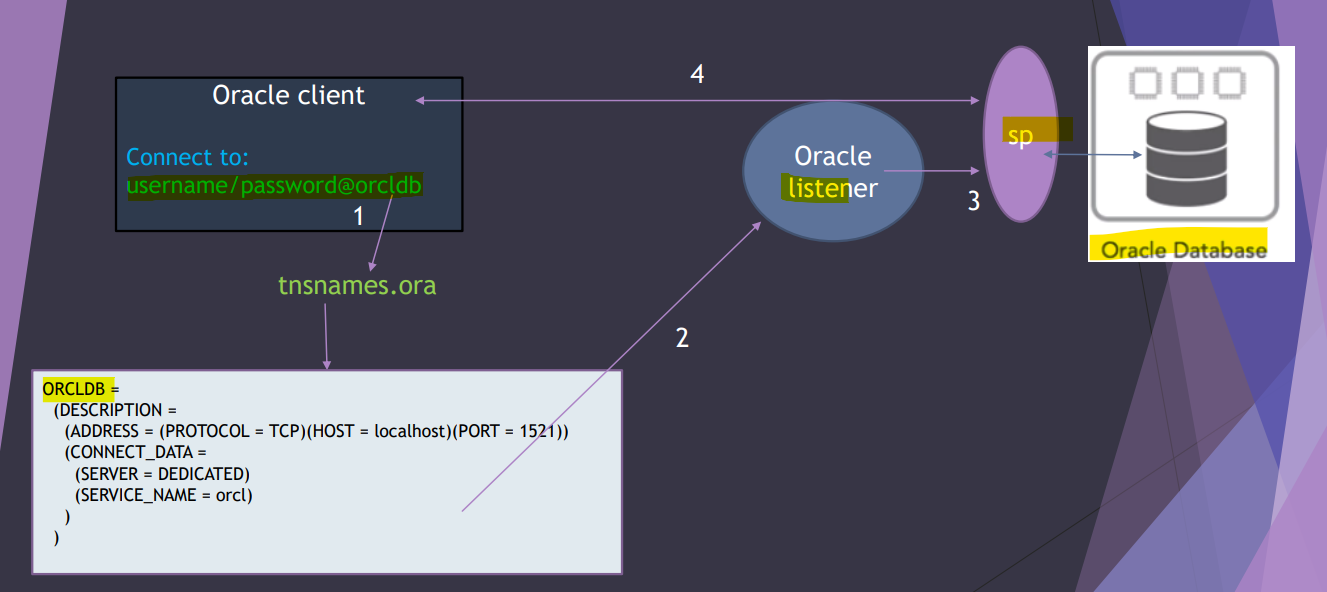 Oracle client
Connect to:
username/password@orcldb
1
tnsnames.ora
ORCLDB =
(DESCRIPTION =
(ADDRESS = (PROTOCOL = TCP)(HOST = localhost)(PORT = 1521))
(CONNECT_DATA =
(SERVER = DEDICATED)
(SERVICE_NAME = orcl)
)
)
2
Oracle
listener
3
4
sp
Oracle Database